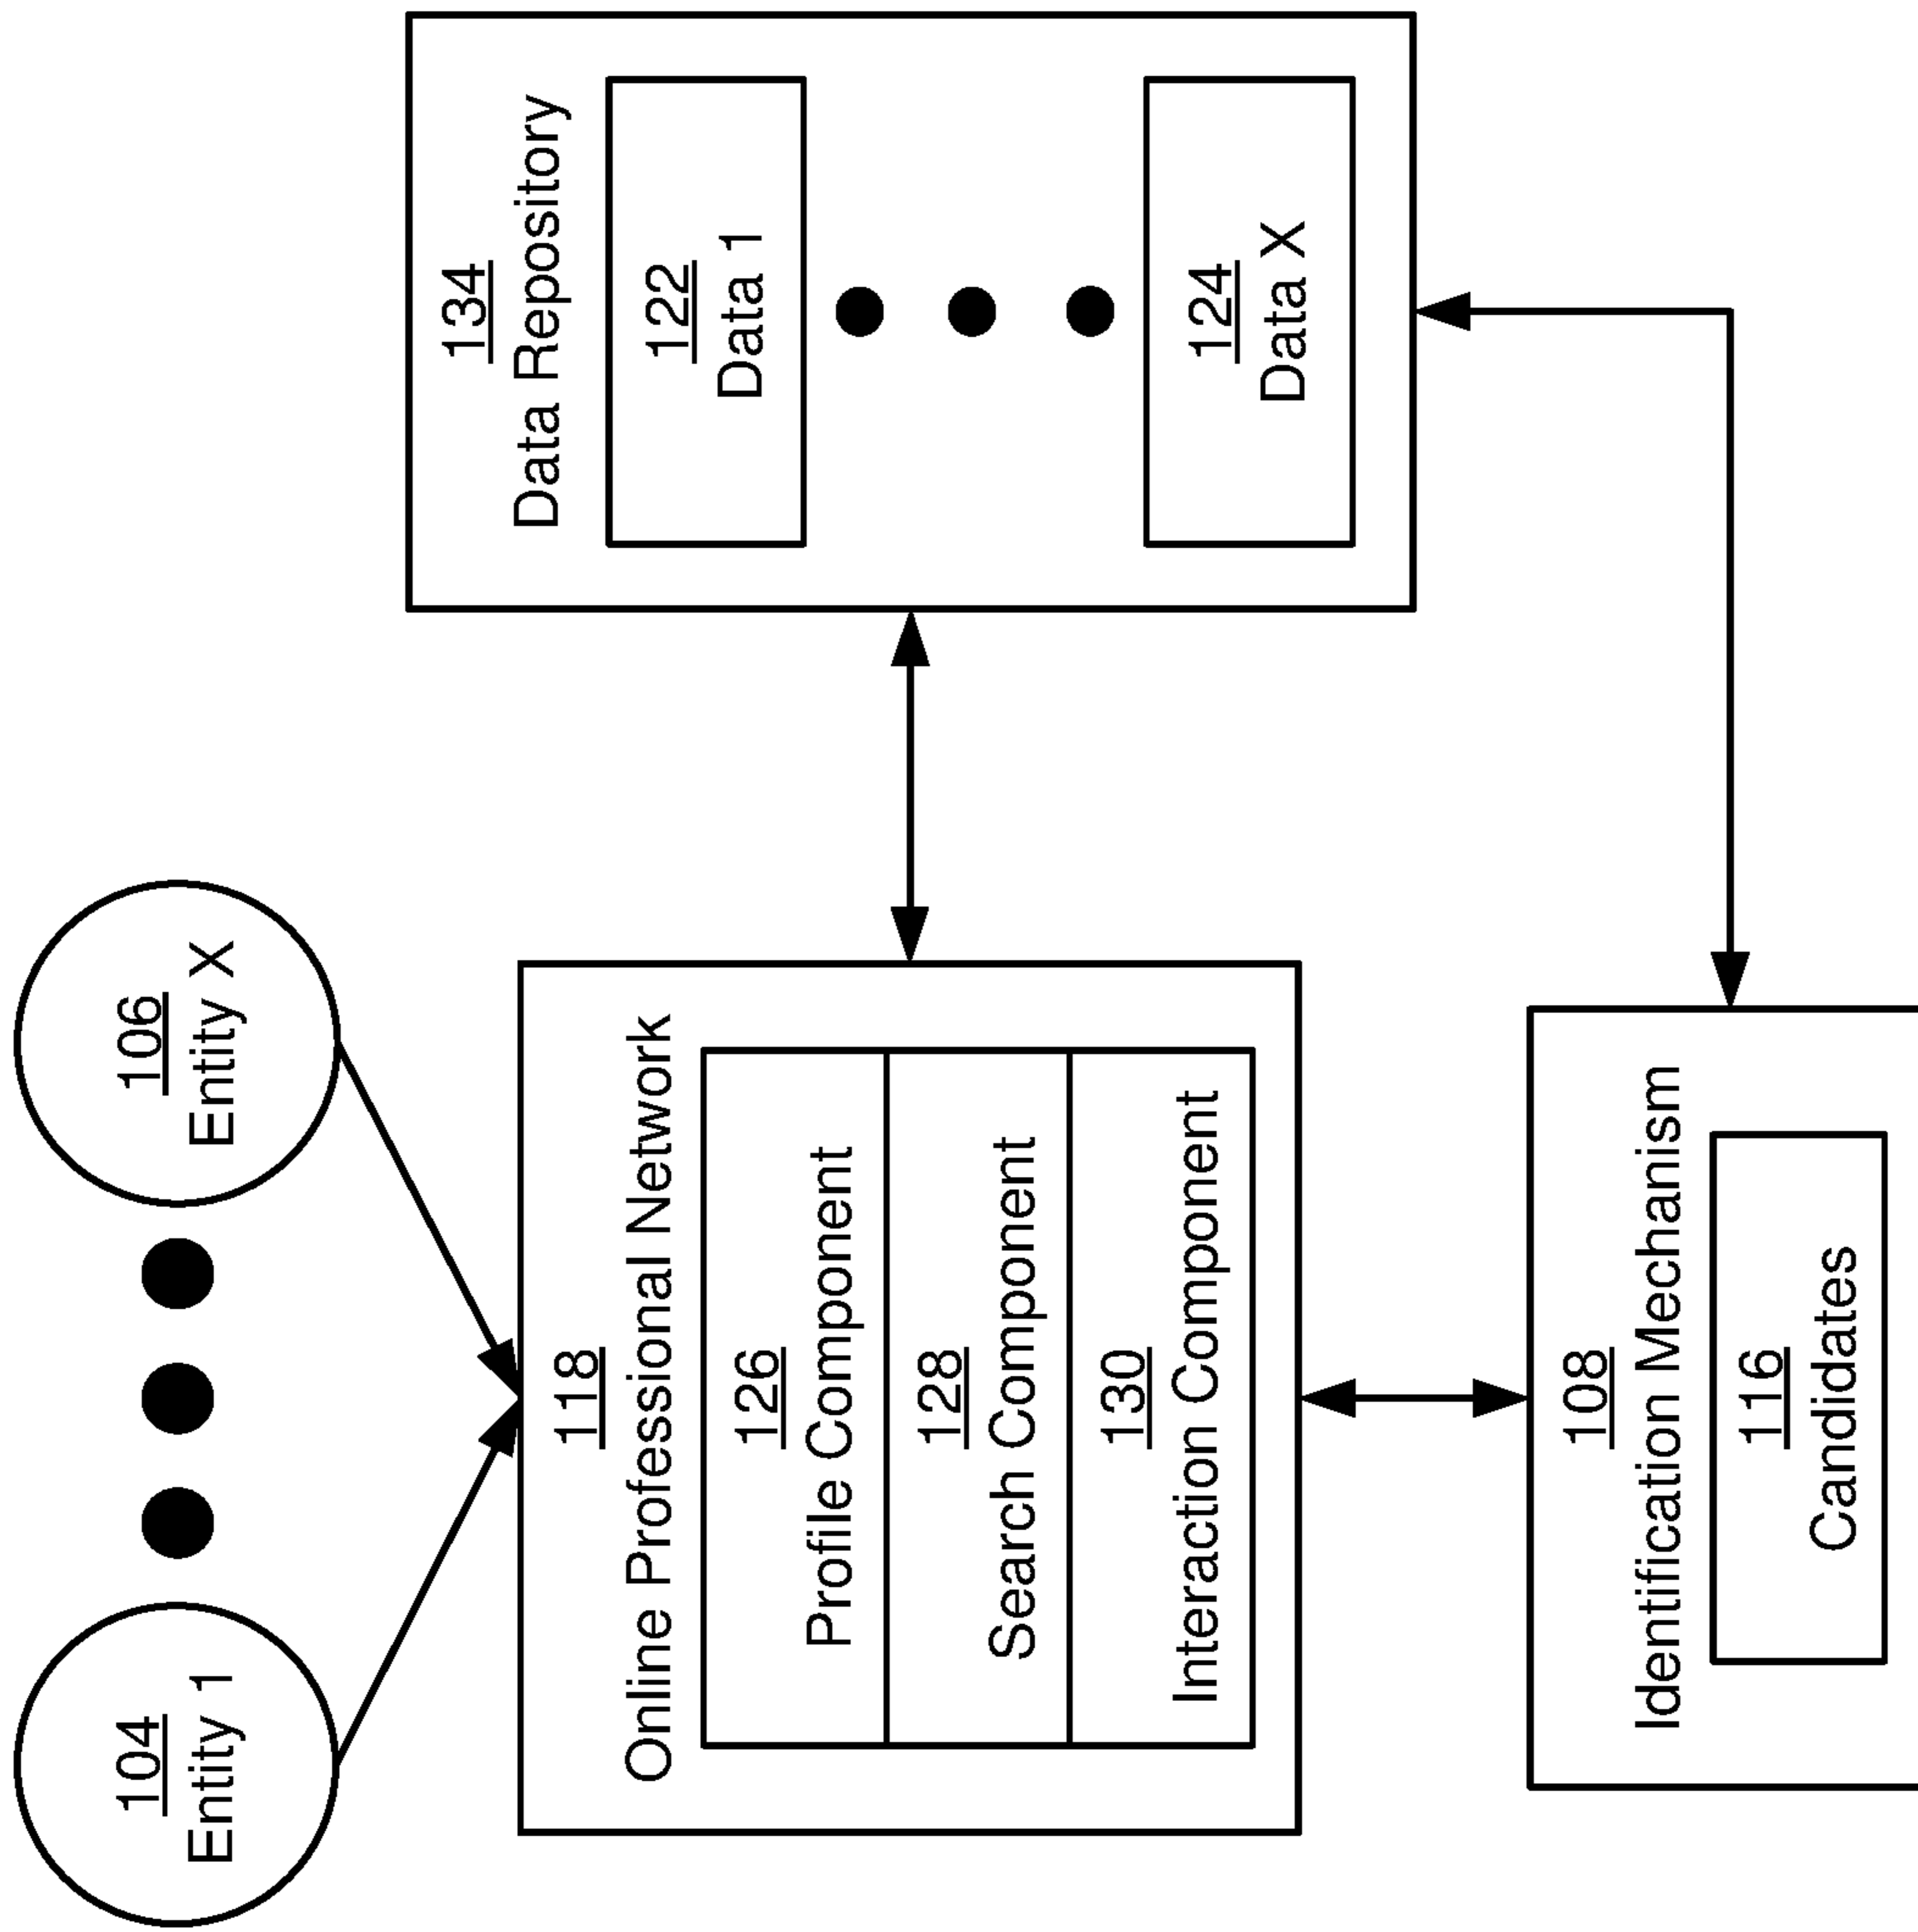 104
Entity 1
106
Entity X
118
Online Professional Network
126
Profile Component
128
Search Component
130
Interaction Component
134
Data Repository
122
Data 1
124
Data X
108
Identification Mechanism
116
Candidates